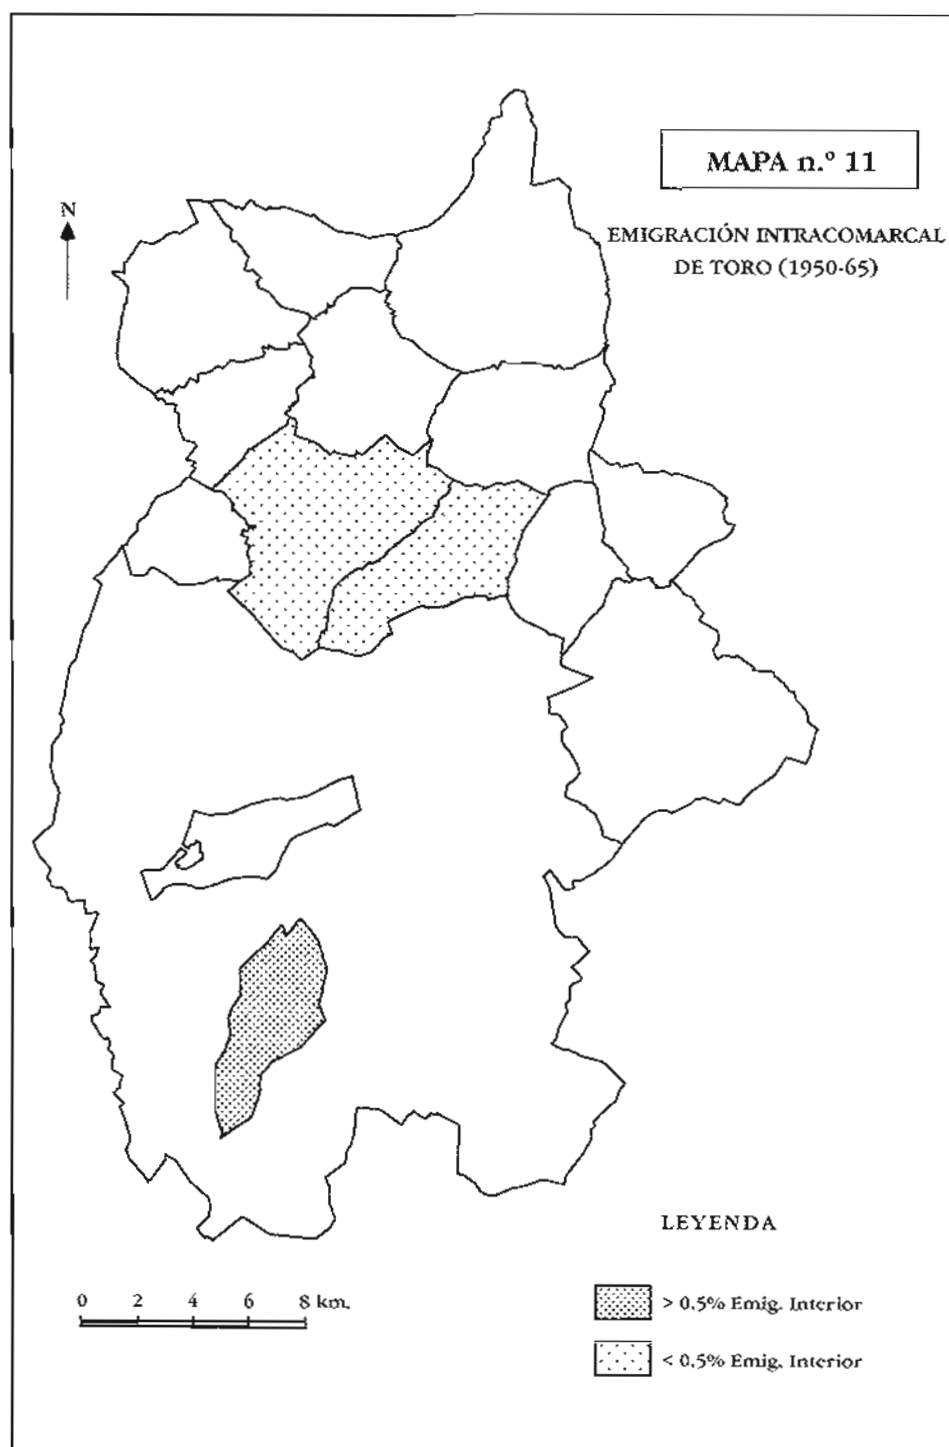 MAPA n.º 11
N
EMIGRACIÓN INTRACOMARCAL
DE TORO (1950-65)
LEYENDA
0 2 4 6 8 km.
> 0.5% Emig. Interior
< 0.5% Emig. Interior